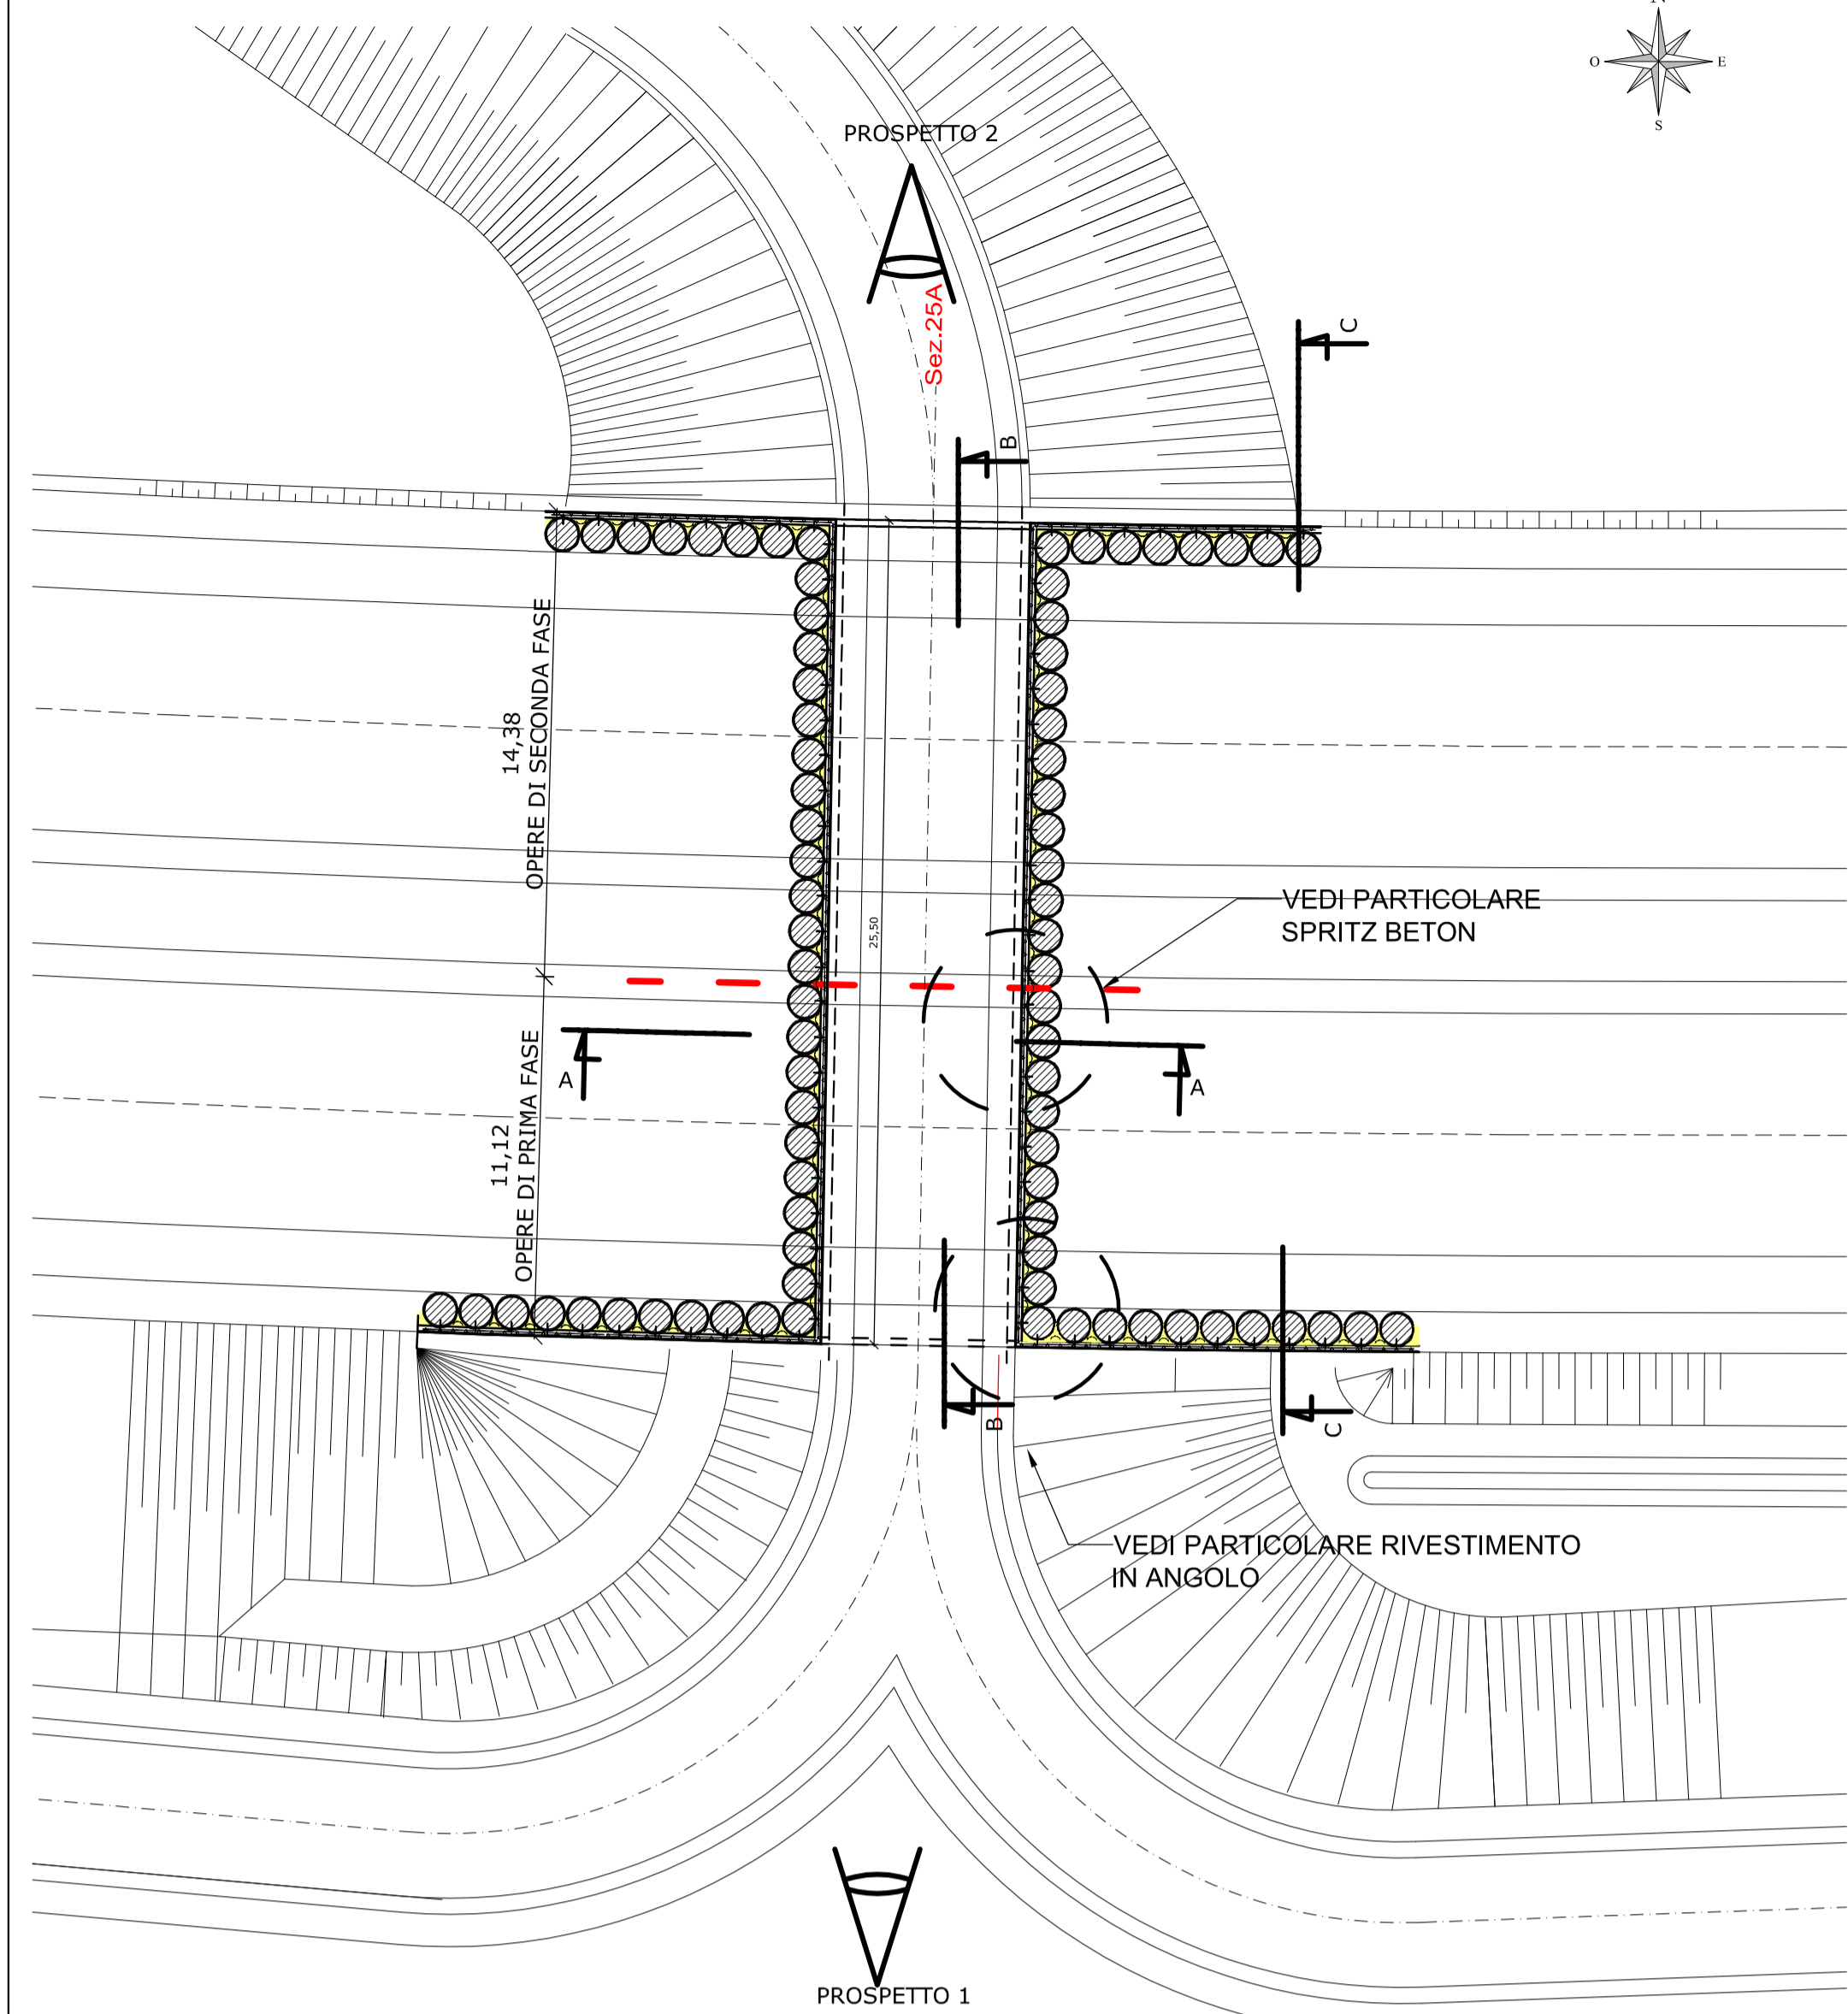 N
O
E
S
PROSPETTO 2
Sez.25A
C
B
14,38
OPERE DI SECONDA FASE
25,50
VEDI PARTICOLARE
SPRITZ BETON
A
A
11,12
OPERE DI PRIMA FASE
B
C
VEDI PARTICOLARE RIVESTIMENTO
IN ANGOLO
PROSPETTO 1